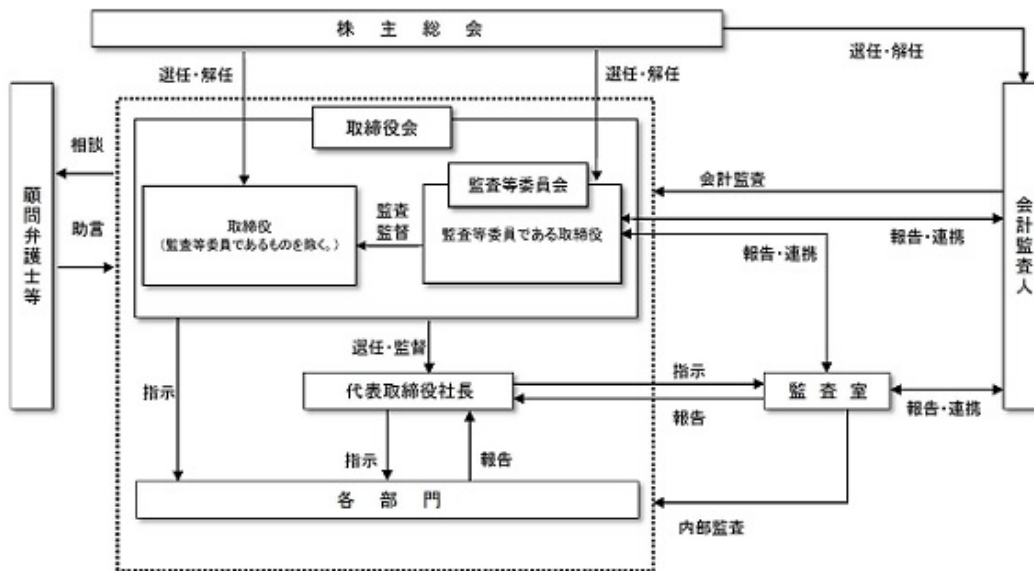 株主総会
選任・解任
選任・解任
選任・解任
取締役会
相談
監査等委員会
会計監査
顧問弁護士等
助言
取締役
(監査等委員であるものを除く。)
監査
監督
監査等委員である取締役
報告・連携
報告・連携
会計監査人
選任・監督
指示
代表取締役社長
指示
報告
監査室
報告・連携
指示
報告
各部門
内部監査